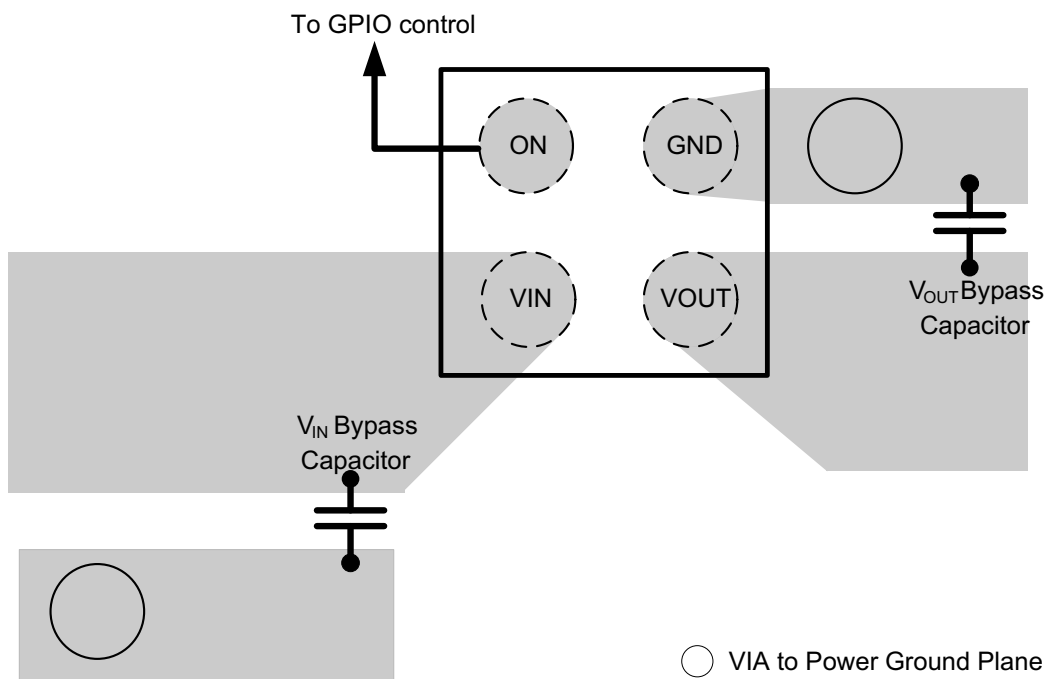 To GPIO control
ON
GND
VIN
VOUT
VOUT Bypass
Capacitor
VIN Bypass
Capacitor
VIA to Power Ground Plane